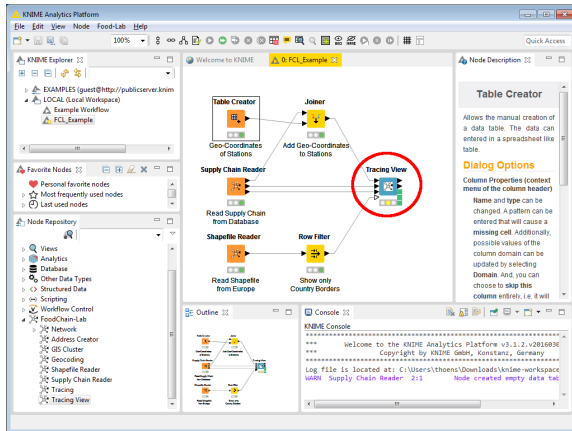 KNIME Analytics Platform
File Edit View Node Food-Lab Help
100%
Quick Access
KNIME Explorer
EXAMPLES (guest@http://publicserver.knim
LOCAL (Local Workspace)
Example Workflow
FCL_Example
Favorite Nodes
Personal favorite nodes
Most frequently used nodes
Last used nodes
Node Repository
Views
Analytics
Database
Other Data Types
Structured Data
Scripting
Workflow Control
FoodChain-Lab
Network
Address Creator
GIS Cluster
Geocoding
Shapefile Reader
Supply Chain Reader
Tracing
Tracing View
Welcome to KNIME
0: FCL_Example
Table Creator
Geo-Coordinates
of Stations
Joiner
Add Geo-Coordinates
to Stations
Supply Chain Reader
Read Supply Chain
from Database
Tracing View
Shapefile Reader
Read Shapefile
from Europe
Row Filter
Show only
Country Borders
Node Description
Table Creator
Allows the manual creation of
a data table. The data can
entered in a spreadsheet like
table.
Dialog Options
Column Properties (context
menu of the column header)
Name and type can be
changed. A pattern can be
entered that will cause a
missing cell. Additionally,
possible values of the
column domain can be
updated by selecting
Domain. And, you can
choose to skip this
column entirely, i.e. it will
Outline
Console
KNIME Console
*** Welcome to the KNIME Analytics Platform v3.1.2.v2016030
*** Copyright by KNIME GmbH, Konstanz, Germany
Log file is located at: C:\Users\thoens\Downloads\knime-workspace
WARN Supply Chain Reader 2:1 Node created empty data tab